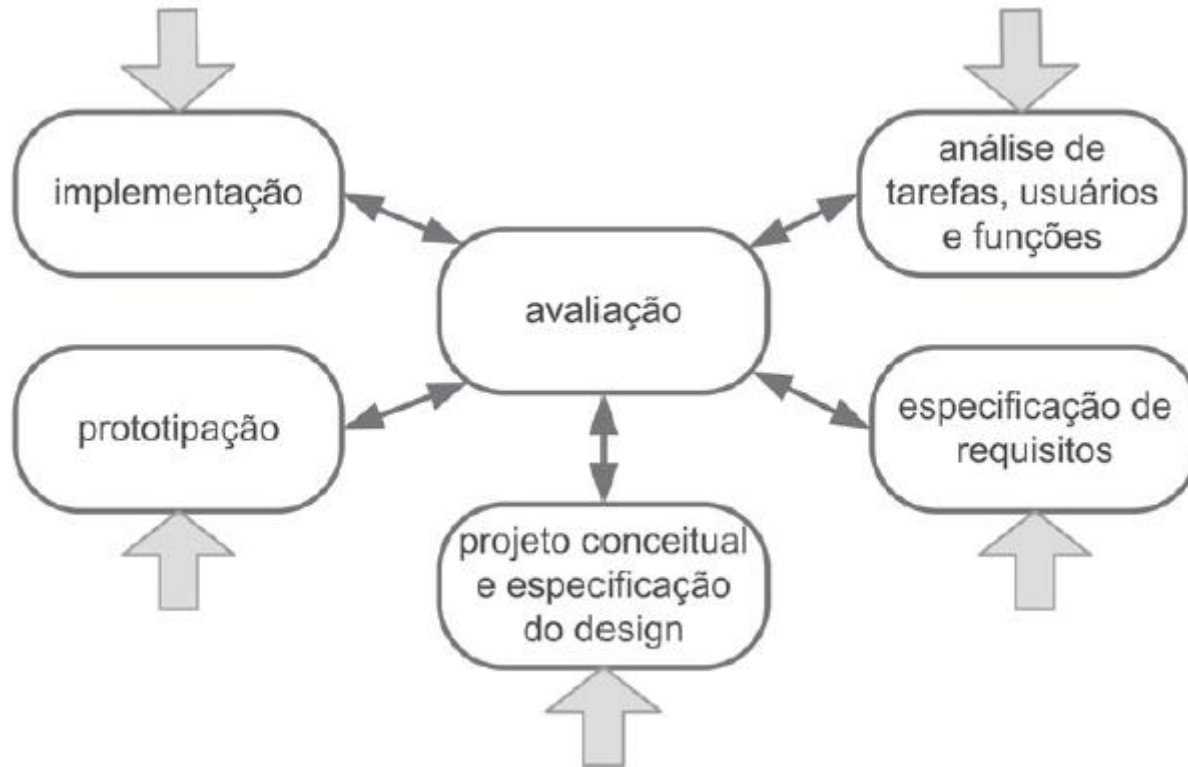 implementação
análise de
tarefas, usuários
e funções
avaliação
prototipação
especificação de
requisitos
projeto conceitual
e especificação
do design